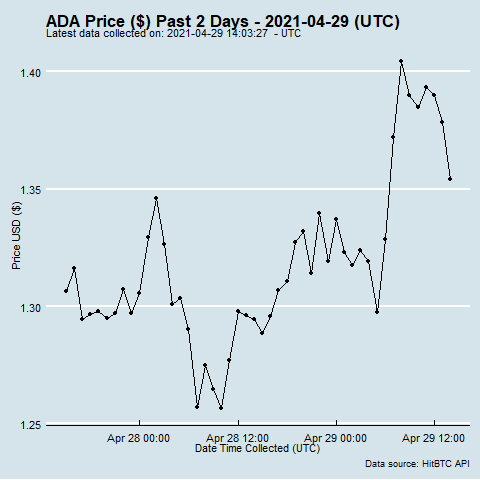 ADA Price ($) Past 2 Days - 2021-04-29 (UTC)
Latest data collected on: 2021-04-29 14:03:27 - UTC
1.40
1.35
1.30
1.25
Price USD ($)
Apr 28 00:00
Apr 28 12:00
Apr 29 00:00
Apr 29 12:00
Date Time Collected (UTC)
Data source: HitBTC API